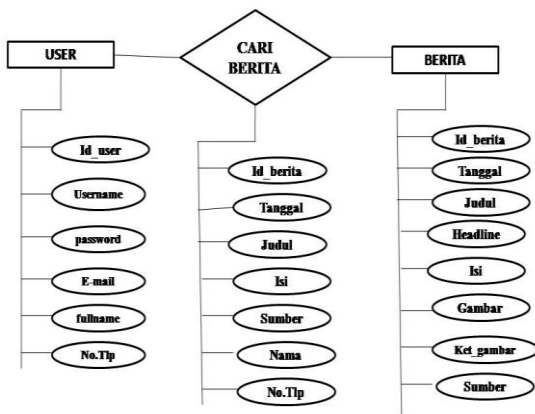 USER
CARI
BERITA
BERITA
Id_user
Username
password
E-mail
fullname
No.Tlp
Id_berita
Tanggal
Judul
Isi
Sumber
Nama
No.Tlp
Id_berita
Tanggal
Judul
Headline
Isi
Gambar
Ket_gambar
Sumber